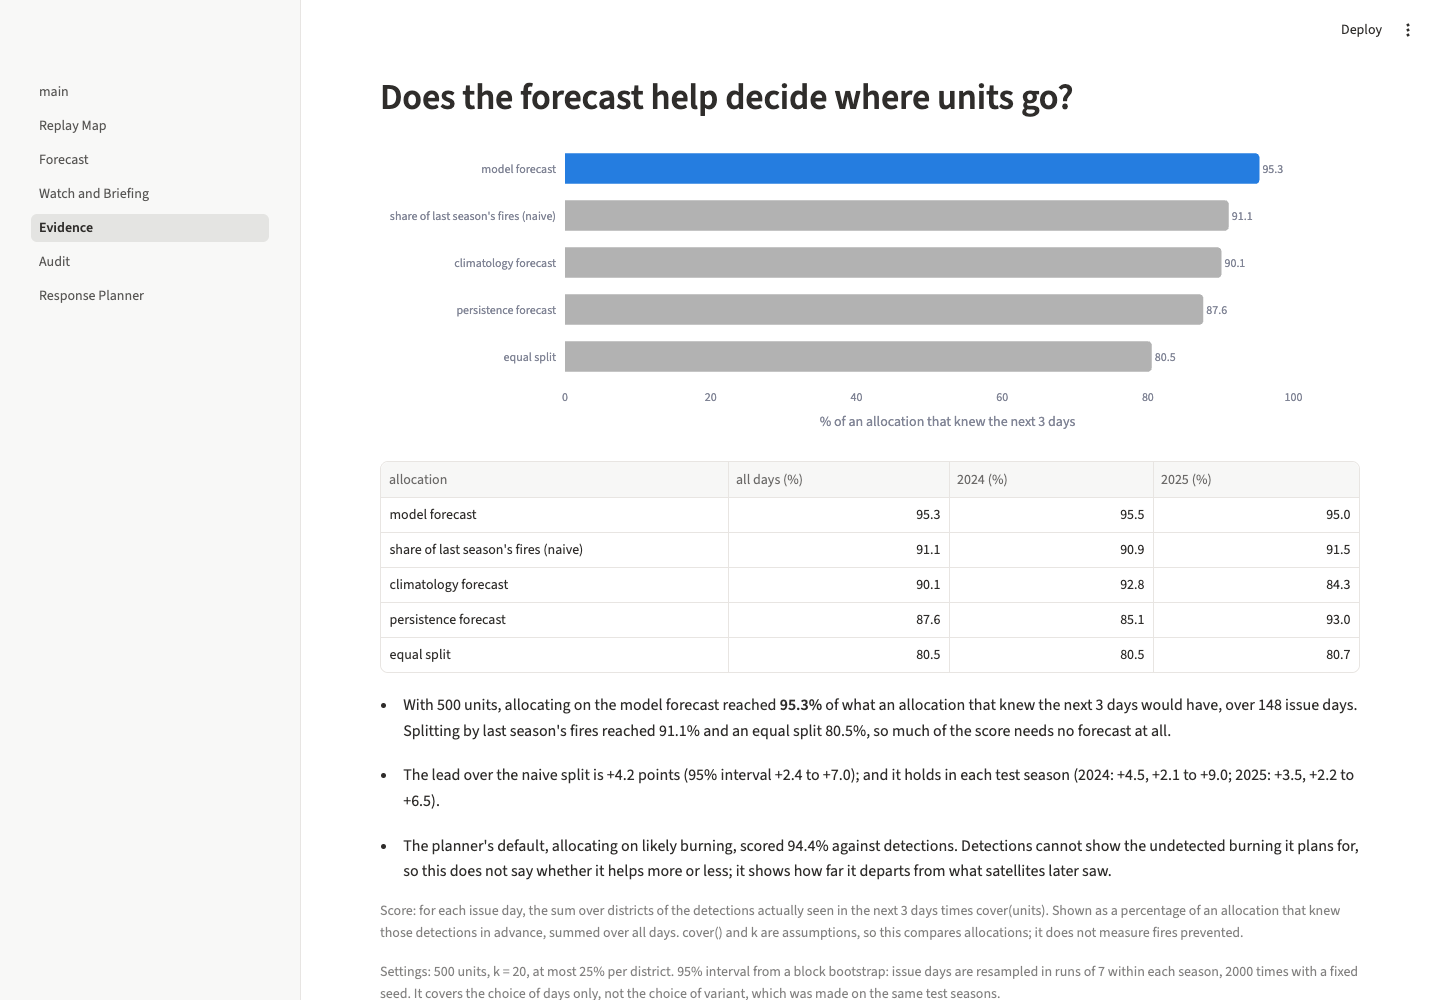 Deploy
main
Replay Map
Forecast
Watch and Briefing
Evidence
Audit
Response Planner
Does the forecast help decide where units go?
model forecast 95.3
share of last season's fires (naive) 91.1
climatology forecast 90.1
persistence forecast 87.6
equal split 80.5
0 20 40 60 80 100
% of an allocation that knew the next 3 days
allocation all days (%) 2024 (%) 2025 (%)
model forecast 95.3 95.5 95.0
share of last season's fires (naive) 91.1 90.9 91.5
climatology forecast 90.1 92.8 84.3
persistence forecast 87.6 85.1 93.0
equal split 80.5 80.5 80.7
• With 500 units, allocating on the model forecast reached 95.3% of what an allocation that knew the next 3 days would have, over 148 issue days.
Splitting by last season's fires reached 91.1% and an equal split 80.5%, so much of the score needs no forecast at all.
• The lead over the naive split is +4.2 points (95% interval +2.4 to +7.0); and it holds in each test season (2024: +4.5, +2.1 to +9.0; 2025: +3.5, +2.2 to
+6.5).
• The planner's default, allocating on likely burning, scored 94.4% against detections. Detections cannot show the undetected burning it plans for,
so this does not say whether it helps more or less; it shows how far it departs from what satellites later saw.
Score: for each issue day, the sum over districts of the detections actually seen in the next 3 days times cover(units). Shown as a percentage of an allocation that knew
those detections in advance, summed over all days. cover() and k are assumptions, so this compares allocations; it does not measure fires prevented.
Settings: 500 units, k = 20, at most 25% per district. 95% interval from a block bootstrap: issue days are resampled in runs of 7 within each season, 2000 times with a fixed
seed. It covers the choice of days only, not the choice of variant, which was made on the same test seasons.